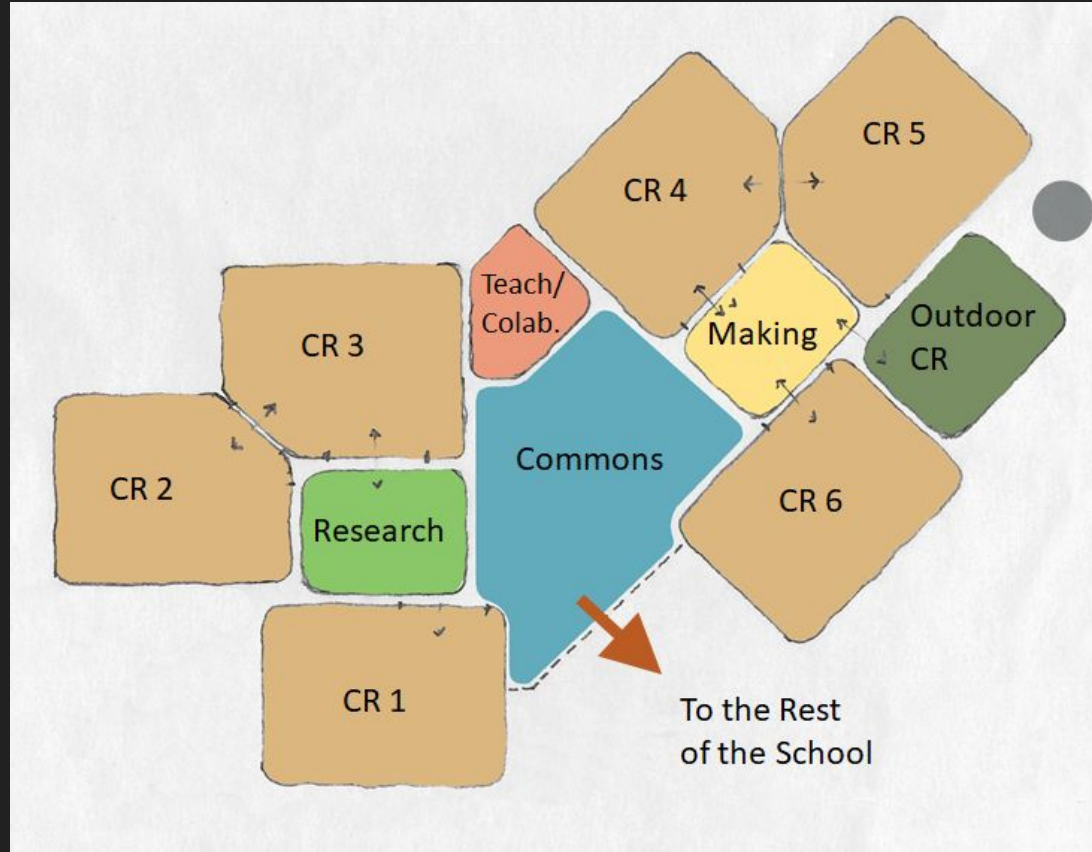 CR 5
CR 4
Teach/
Colab.
Outdoor
CR
Making
CR 3
Commons
CR 2
CR 6
Research
CR 1
To the Rest
of the School